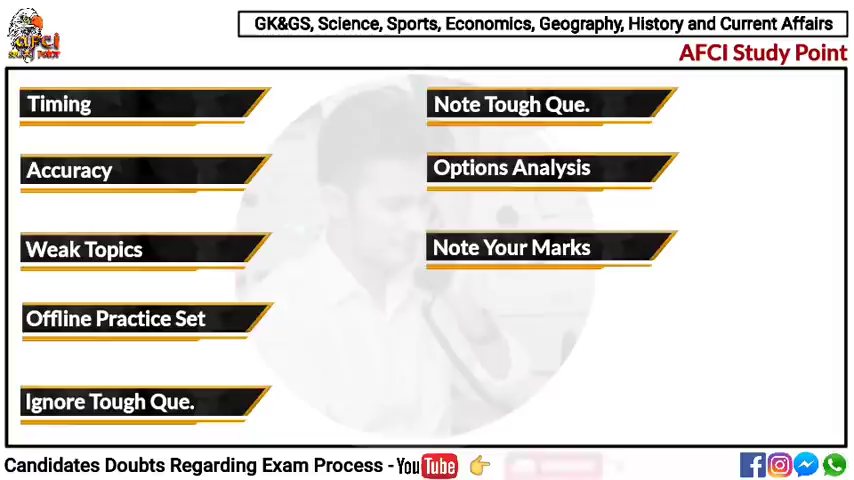 GK&GS, Science, Sports, Economics, Geography, History and Current Affairs
AFCI
AFCI Study Point
Timing
Accuracy
Weak Topics
Offline Practice Set
Ignore Tough Que.
Note Tough Que.
Options Analysis
Note Your Marks
Candidates Doubts Regarding Exam Process - YouTube